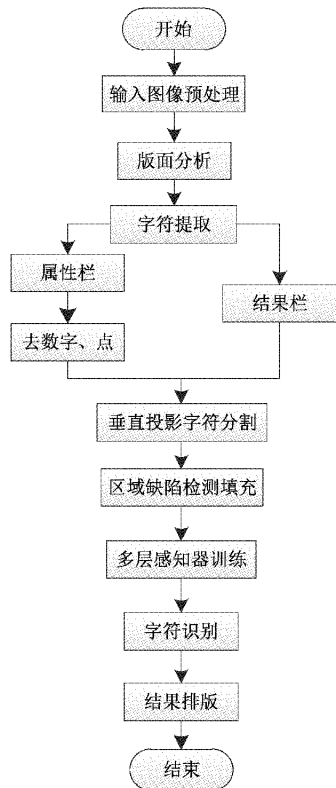 开始
输入图像预处理
版面分析
字符提取
属性栏
结果栏
去数字、点
垂直投影字符分割
区域缺陷检测填充
多层感知器训练
字符识别
结果排版
结束